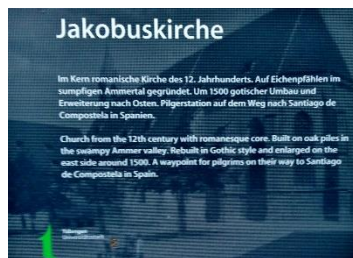 Jakobuskirche
Im Kern romanische Kirche des 12. Jahrhunderts. Auf Eichenpfählen im
sumpfigen Ammertal gegründet. Um 1500 gotischer Umbau und
Erweiterung nach Osten. Pilgerstation auf dem Weg nach Santiago de
Compostela in Spanien.
Church from the 12th century with romanesque core. Built on oak piles in
the swampy Ammer valley. Rebuilt in Gothic style and enlarged on the
east side around 1500. A waypoint for pilgrims on their way to Santiago
de Compostela in Spain.
Tübingen
Universitätsstadt